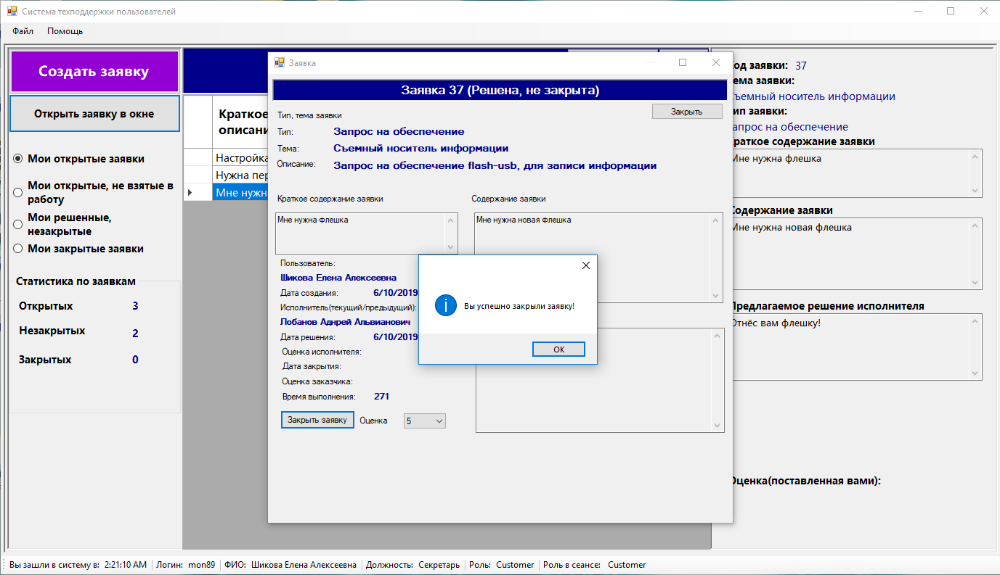 Система техподдержки пользователей
Файл Помощь
Создать заявку
Открыть заявку в окне
Мои открытые заявки
Мои открытые, не взятые в
работу
Мои решенные,
незакрытые
Мои закрытые заявки
Статистика по заявкам
Открытых 3
Незакрытых 2
Закрытых 0
Краткое
описани
Настройка
Нужна пер
Мне нужн
Заявка
Заявка 37 (Решена, не закрыта)
Закрыть
Тип, тема заявки
Тип: Запрос на обеспечение
Тема: Съемный носитель информации
Описание: Запрос на обеспечение flash-usb, для записи информации
Краткое содержание заявки
Мне нужна флешка
Содержание заявки
Мне нужна новая флешка
Пользователь:
Шикова Елена Алексеевна
Дата создания: 6/10/2019
Исполнитель(текущий/предыдущий):
Лобанов Аднрей Альвианович
Дата решения: 6/10/2019
Оценка исполнителя:
Дата закрытия:
Оценка заказчика:
Время выполнения: 271
Закрыть заявку Оценка 5
Вы успешно закрыли заявку!
OK
од заявки: 37
ема заявки:
Съемный носитель информации
ип заявки:
апрос на обеспечение
раткое содержание заявки
Мне нужна флешка
Содержание заявки
Мне нужна новая флешка
Предлагаемое решение исполнителя
Отнёс вам флешку!
Оценка(поставленная вами):
Вы зашли в систему в: 2:21:10 AM Логин: mon89 ФИО: Шикова Елена Алексеевна Должность: Секретарь Роль: Customer Роль в сеансе: Customer